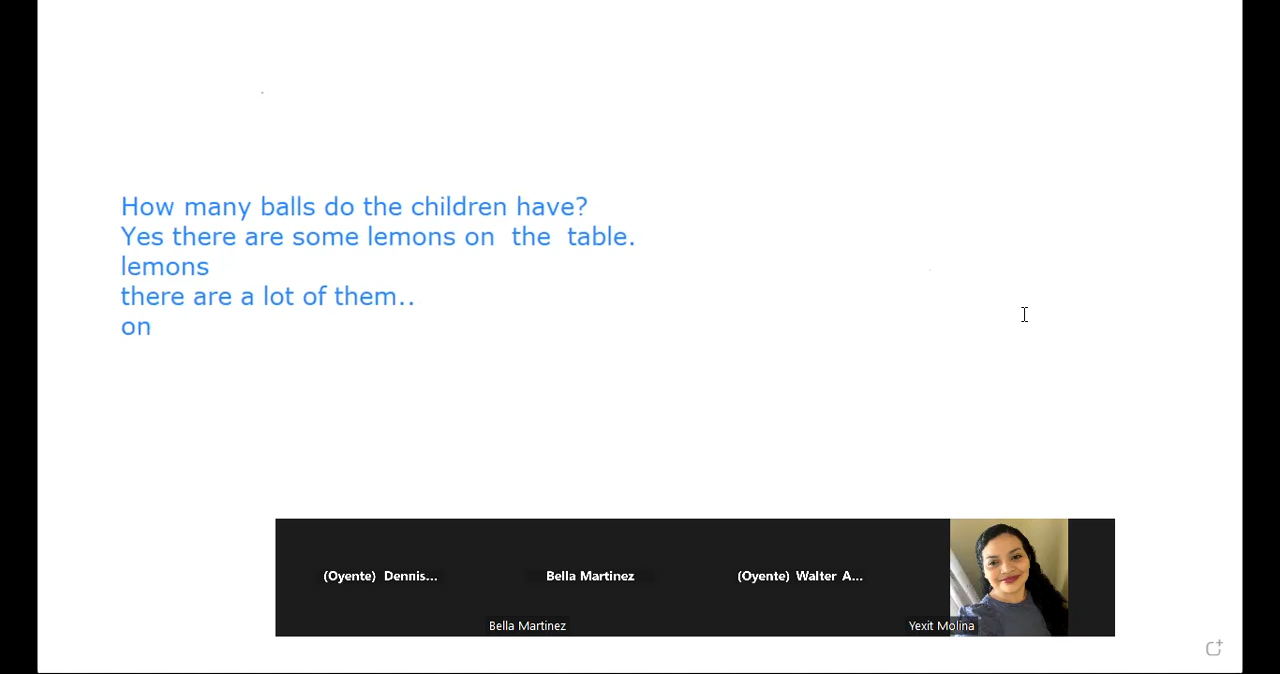 How many balls do the children have?
Yes there are some lemons on the table.
lemons
there are a lot of them..
on
(Oyente) Dennis...
Bella Martinez
(Oyente) Walter A...
Bella Martinez
Yexit Molina